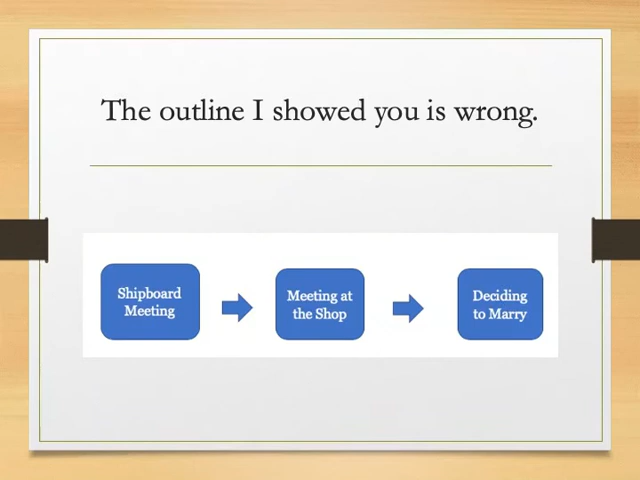 The outline I showed you is wrong.
Shipboard
Meeting
Meeting at
the Shop
Deciding
to Marry